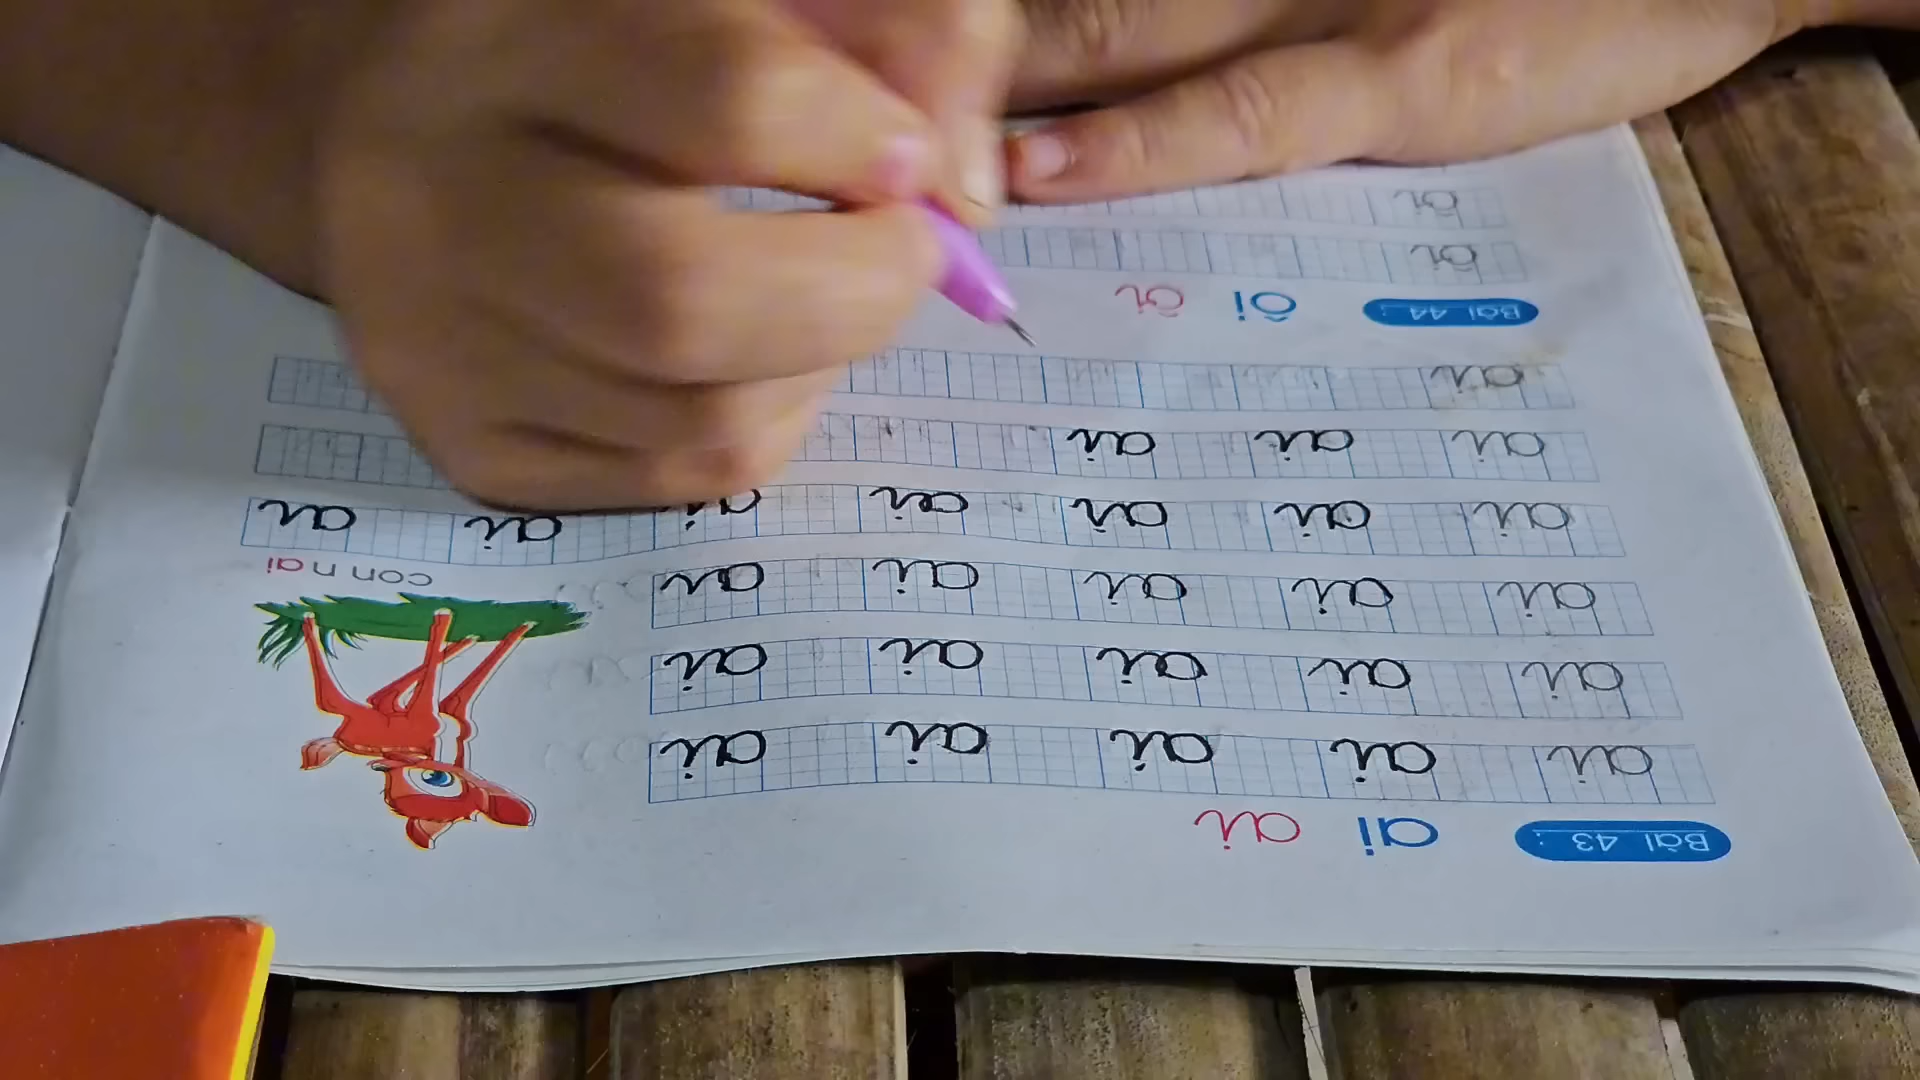 Bài 43 : ai ai
ai ai ai ai ai
ai ai ai ai ai
ai ai ai ai ai
con nai
ai ai ai ai ai ai ai
ai ai ai
ai
Bài 44 : ôi ôi
ôi
ôi